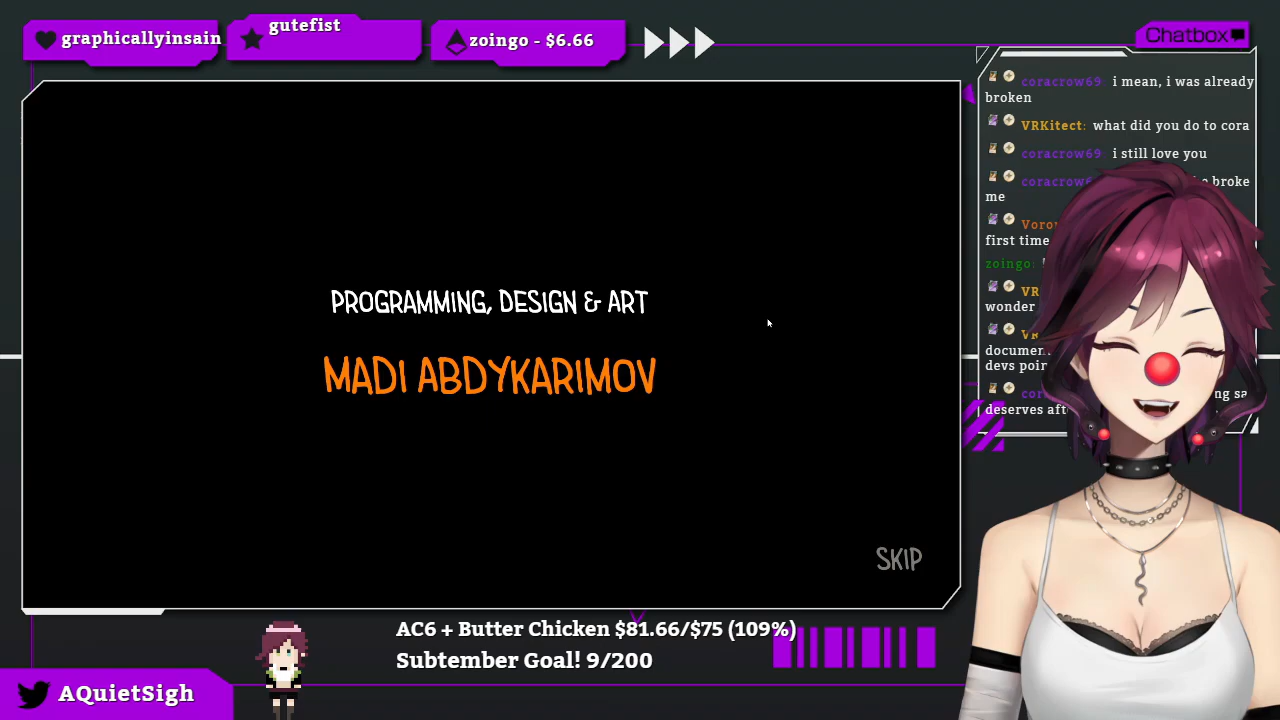 graphicallyinsain
gutefist
zoingo - $6.66
Chatbox
coracrow69 i mean, i was already
broken
VRKitect: what did you do to cora
coracrow69 i still love you
broke
me
first time
zoingo:
wonder
devs
deserves
PROGRAMMING, DESIGN & ART
MADI ABDYKARIMOV
SKIP
AC6 + Butter Chicken $81.66/$75 (109%)
Subtember Goal! 9/200
AQuietSigh